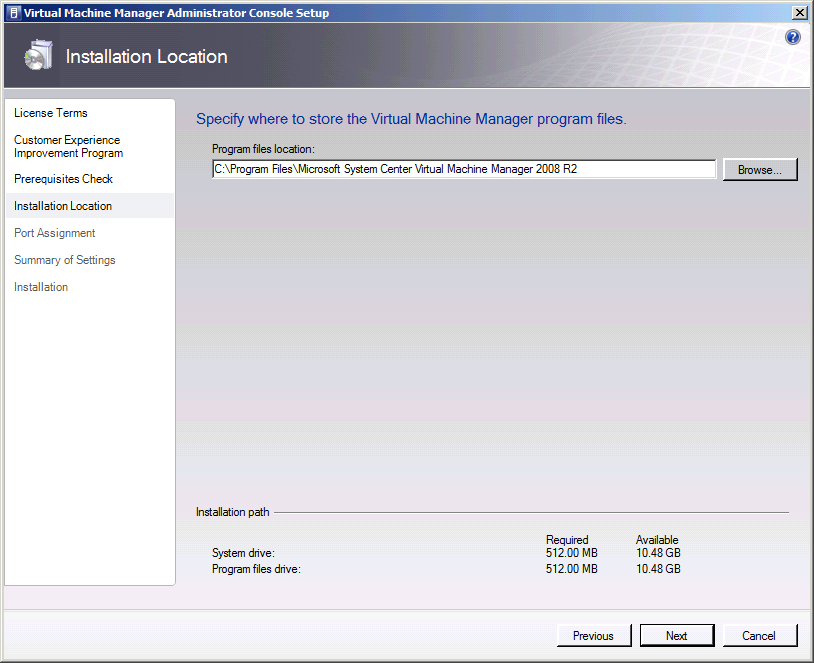 Virtual Machine Manager Administrator Console Setup
Installation Location
License Terms
Customer Experience
Improvement Program
Prerequisites Check
Installation Location
Port Assignment
Summary of Settings
Installation
Specify where to store the Virtual Machine Manager program files.
Program files location:
C:\Program Files\Microsoft System Center Virtual Machine Manager 2008 R2
Browse...
Installation path
Required Available
System drive: 512.00 MB 10.48 GB
Program files drive: 512.00 MB 10.48 GB
Previous Next Cancel